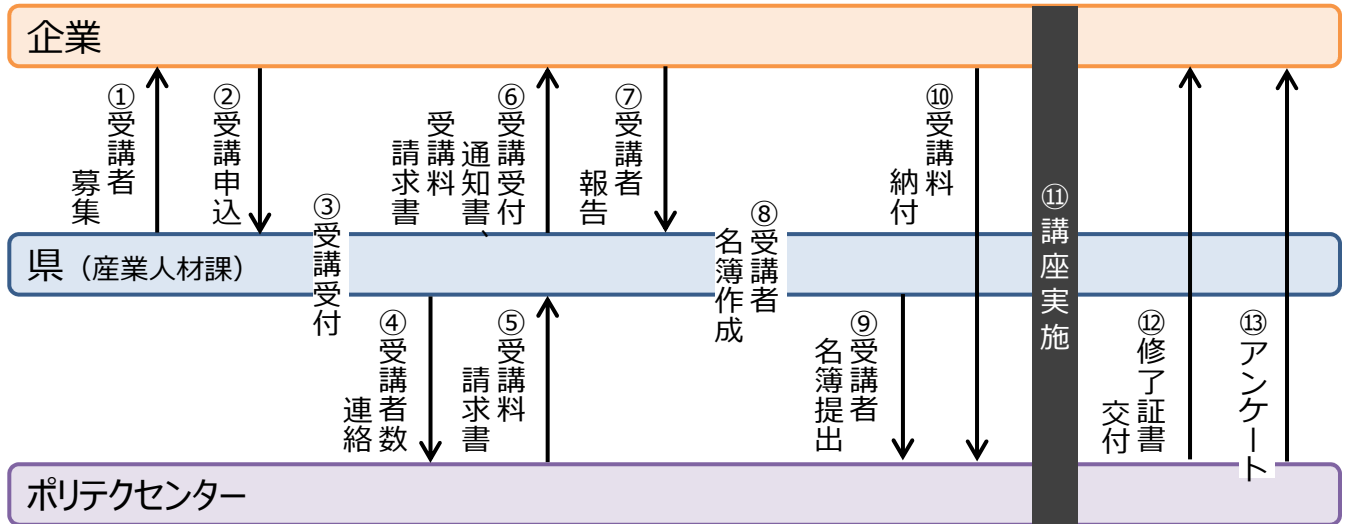 企業
①受講者
募集
②受講申込
③受講受付
④受講者数
連絡
⑤受講料
請求書
⑥受講受付
通知書、
受講料
請求書
⑦受講者
報告
⑧受講者
名簿作成
⑨受講者
名簿提出
⑩受講料
納付
⑪講座実施
⑫修了証書
交付
⑬アンケート
県（産業人材課）
ポリテクセンター